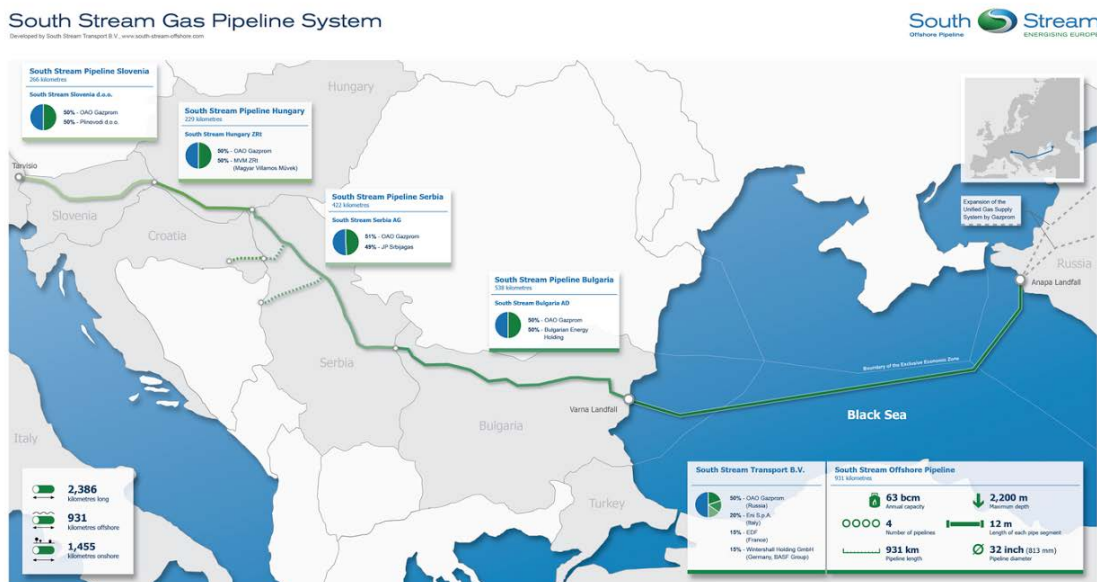 South Stream Gas Pipeline System
Developed by South Stream Transport B.V., www.south-stream-offshore.com
South Stream
Offshore Pipeline ENERGISING EUROPE
South Stream Pipeline Slovenia
266 kilometres
South Stream Slovenia d.o.o.
50% - OAO Gazprom
50% - Plinovodi d.o.o.
South Stream Pipeline Hungary
229 kilometres
South Stream Hungary ZRt
50% - OAO Gazprom
50% - MVM ZRt
(Magyar Villamos Művek)
South Stream Pipeline Serbia
422 kilometres
South Stream Serbia AG
51% - OAO Gazprom
49% - JP Srbijagas
South Stream Pipeline Bulgaria
538 kilometres
South Stream Bulgaria AD
50% - OAO Gazprom
50% - Bulgarian Energy
Holding
Hungary
Tarvisio
Slovenia
Croatia
Serbia
Bulgaria
Italy
Turkey
Varna Landfall
Expansion of the
Unified Gas Supply
System by Gazprom
Russia
Anapa Landfall
Boundary of the Exclusive Economic Zone
Black Sea
2,386
kilometres long
931
kilometres offshore
1,455
kilometres onshore
South Stream Transport B.V.
50% - OAO Gazprom
(Russia)
20% - Eni S.p.A.
(Italy)
15% - EDF
(France)
15% - Wintershall Holding GmbH
(Germany, BASF Group)
South Stream Offshore Pipeline
931 kilometres
63 bcm
Annual capacity
2,200 m
Maximum depth
4
Number of pipelines
12 m
Length of each pipe segment
931 km
Pipeline length
32 inch (813 mm)
Pipeline diameter